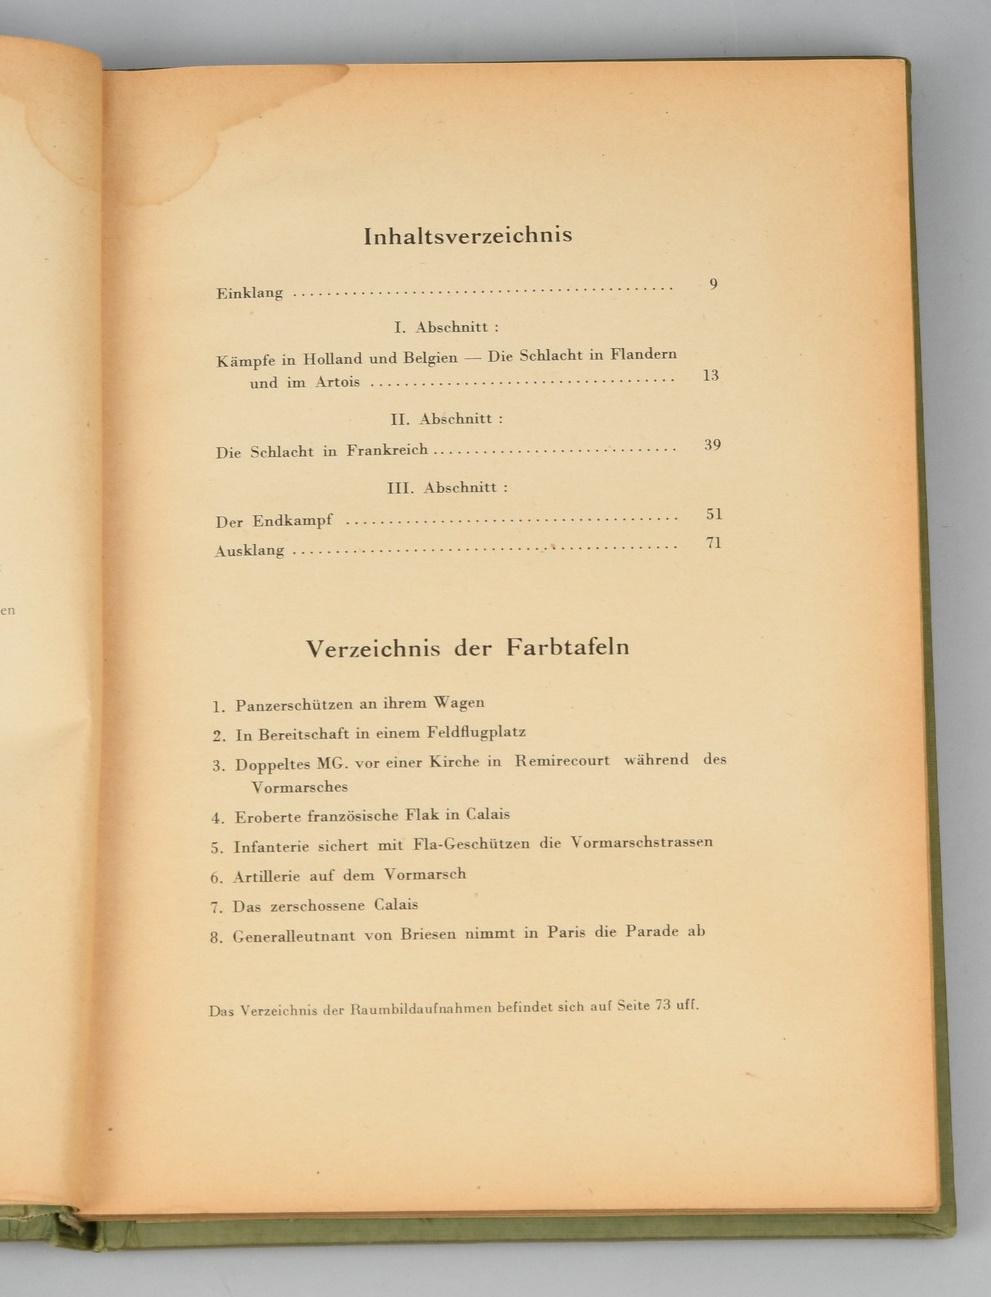 Inhaltsverzeichnis
Einklang ............................................ 9
I. Abschnitt :
Kämpfe in Holland und Belgien — Die Schlacht in Flandern
und im Artois .................................... 13
II. Abschnitt :
Die Schlacht in Frankreich ............................. 39
III. Abschnitt :
Der Endkampf ....................................... 51
Ausklang ............................................. 71
Verzeichnis der Farbtafeln
1. Panzerschützen an ihrem Wagen
2. In Bereitschaft in einem Feldflugplatz
3. Doppeltes MG. vor einer Kirche in Remirecourt während des
Vormarsches
4. Eroberte französische Flak in Calais
5. Infanterie sichert mit Fla-Geschützen die Vormarschstrassen
6. Artillerie auf dem Vormarsch
7. Das zerschossene Calais
8. Generalleutnant von Briesen nimmt in Paris die Parade ab
Das Verzeichnis der Raumbildaufnahmen befindet sich auf Seite 73 uff.
en